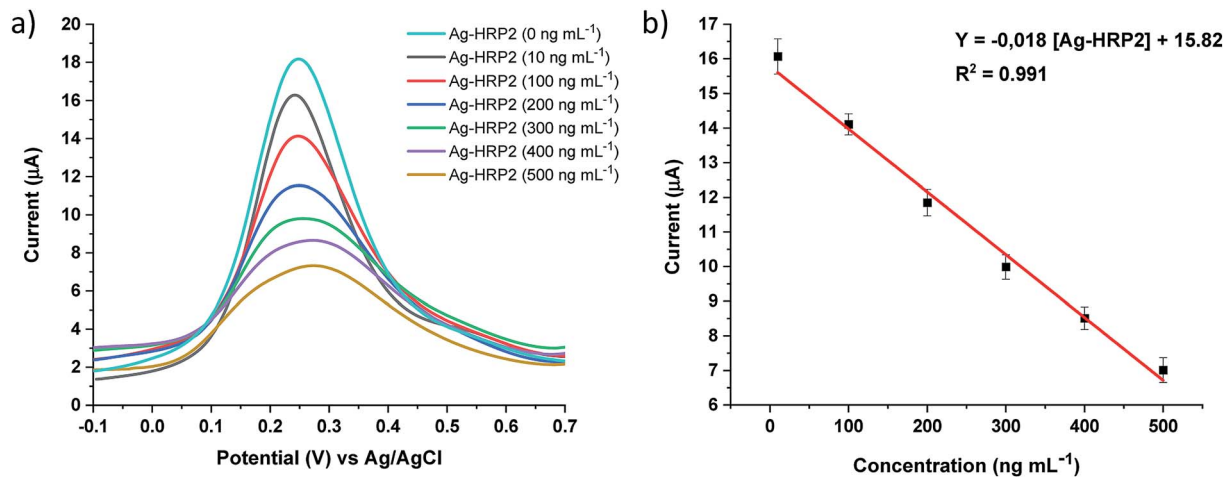 a)
20
18
16
14
12
10
8
6
4
2
0
Current (μA)
-0.1 0.0 0.1 0.2 0.3 0.4 0.5 0.6 0.7
Potential (V) vs Ag/AgCl
Ag-HRP2 (0 ng mL⁻¹)
Ag-HRP2 (10 ng mL⁻¹)
Ag-HRP2 (100 ng mL⁻¹)
Ag-HRP2 (200 ng mL⁻¹)
Ag-HRP2 (300 ng mL⁻¹)
Ag-HRP2 (400 ng mL⁻¹)
Ag-HRP2 (500 ng mL⁻¹)
b)
17
16
15
14
13
12
11
10
9
8
7
6
Current (μA)
0 100 200 300 400 500
Concentration (ng mL⁻¹)
Y = -0,018 [Ag-HRP2] + 15.82
R² = 0.991